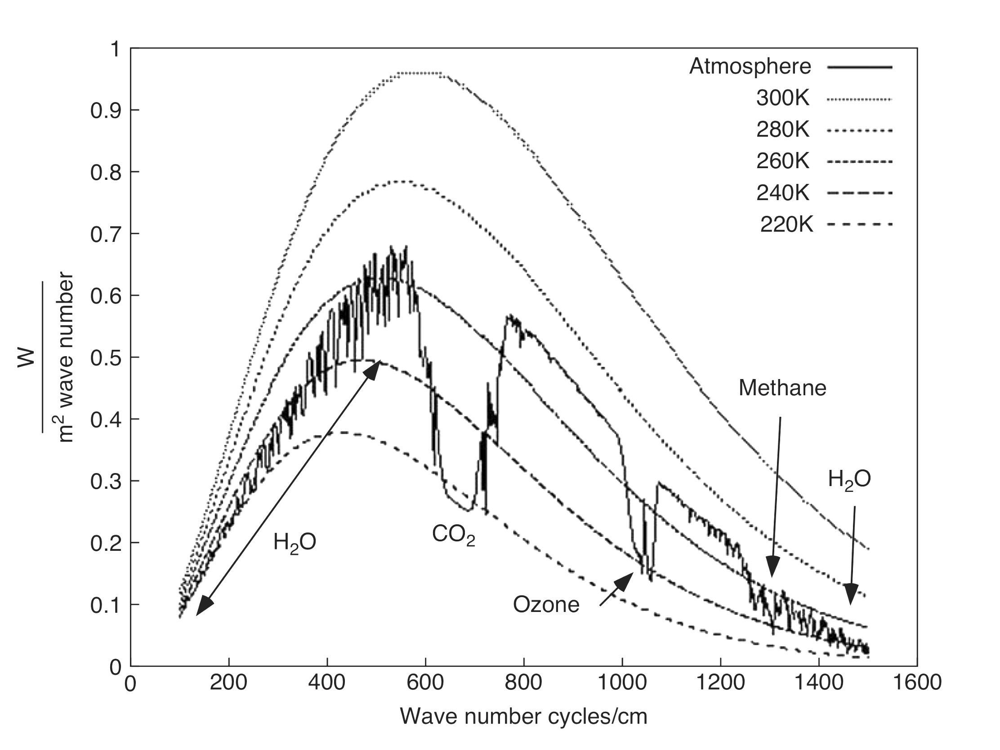 1
0.9
0.8
0.7
0.6
0.5
0.4
0.3
0.2
0.1
0
W
m² wave number
Atmosphere
300K
280K
260K
240K
220K
Methane
H₂O
H₂O
CO₂
Ozone
0 200 400 600 800 1000 1200 1400 1600
Wave number cycles/cm